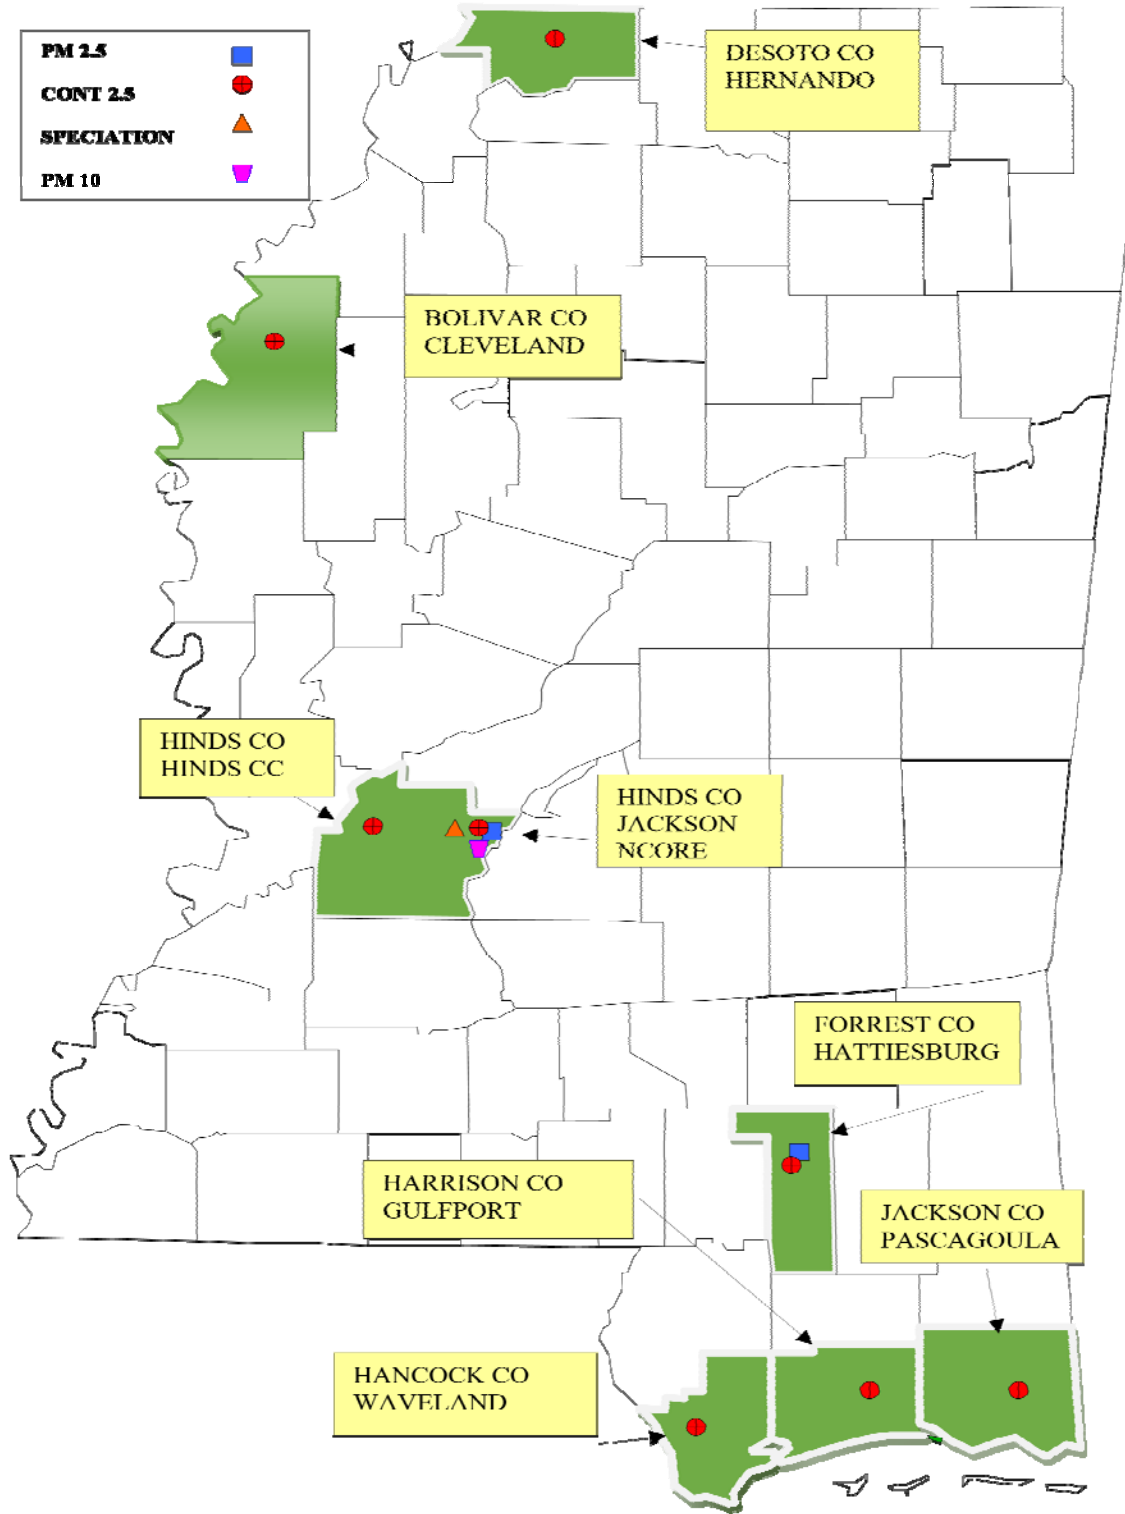 PM 2.5
CONT 2.5
SPECIATION
PM 10
DESOTO CO
HERNANDO
BOLIVAR CO
CLEVELAND
HINDS CO
HINDS CC
HINDS CO
JACKSON
NCORE
FORREST CO
HATTIESBURG
HARRISON CO
GULFPORT
JACKSON CO
PASCAGOULA
HANCOCK CO
WAVELAND